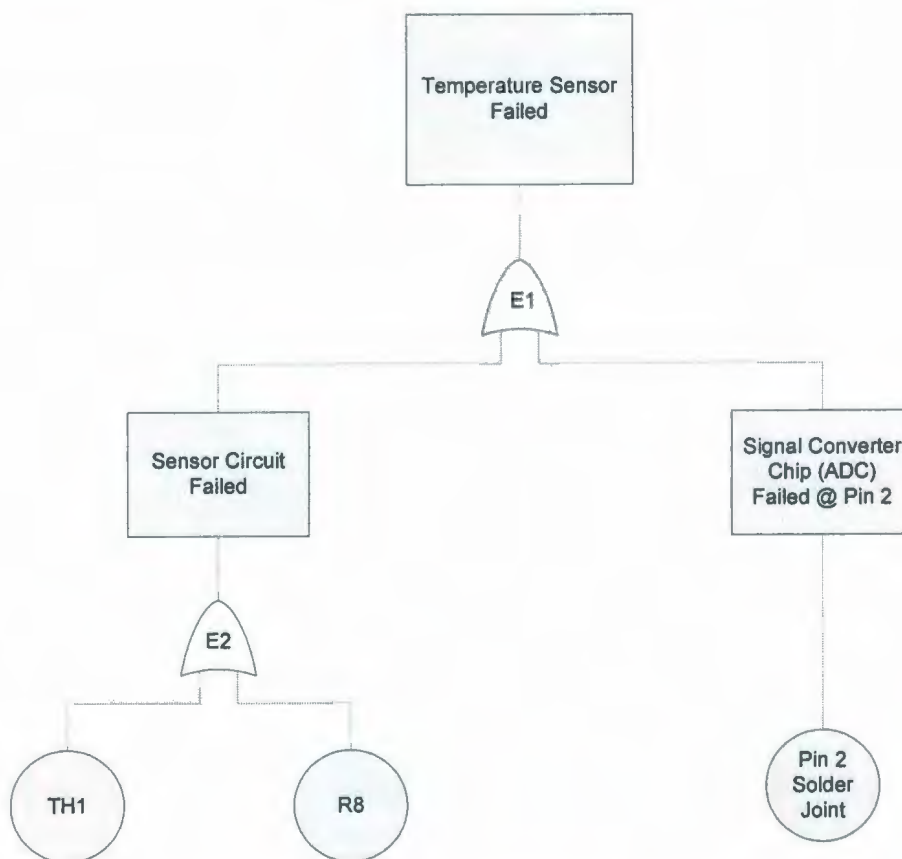 Temperature Sensor
Failed
E1
Sensor Circuit
Failed
Signal Converter
Chip (ADC)
Failed @ Pin 2
E2
TH1
R8
Pin 2
Solder
Joint